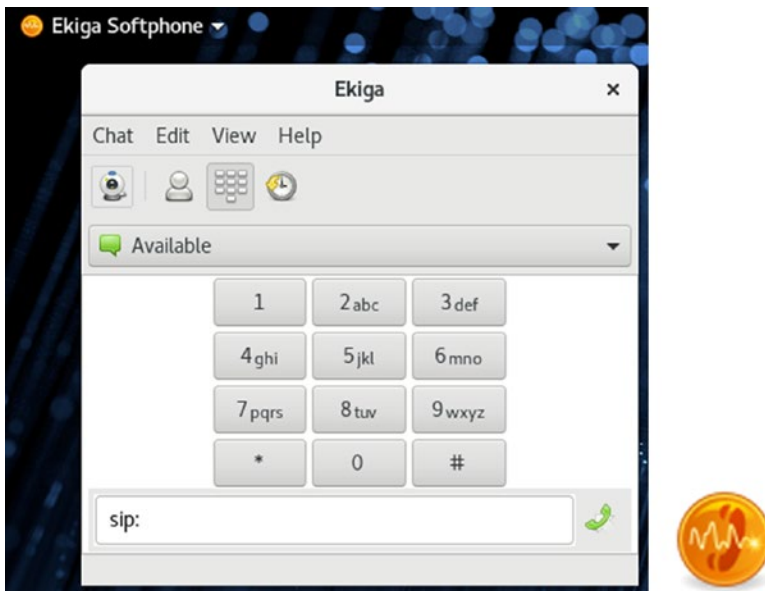 Ekiga Softphone
Ekiga ×
Chat Edit View Help
Available
1 2abc 3def
4ghi 5jkl 6mno
7pqrs 8tuv 9wxyz
* 0 #
sip: